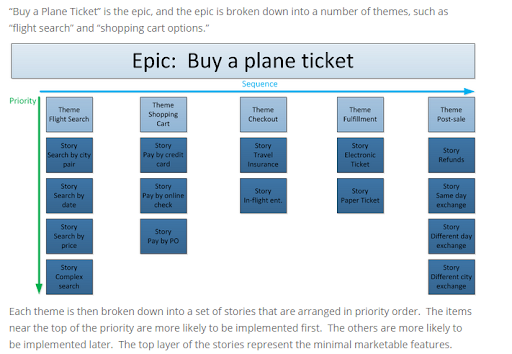 "Buy a Plane Ticket" is the epic, and the epic is broken down into a number of themes, such as
"flight search" and "shopping cart options."
Epic:  Buy a plane ticket
Sequence
Priority
Theme
Flight Search
Theme
Shopping
Cart
Theme
Checkout
Theme
Fulfillment
Theme
Post-sale
Story
Search by city
pair
Story
Pay by credit
card
Story
Travel
Insurance
Story
Electronic
Ticket
Story
Refunds
Story
Search by
date
Story
Pay by online
check
Story
In-flight ent.
Story
Paper Ticket
Story
Same day
exchange
Story
Search by
price
Story
Pay by PO
Story
Different day
exchange
Story
Complex
search
Story
Different city
exchange
Each theme is then broken down into a set of stories that are arranged in priority order.  The items
near the top of the priority are more likely to be implemented first.  The others are more likely to
be implemented later.  The top layer of the stories represent the minimal marketable features.